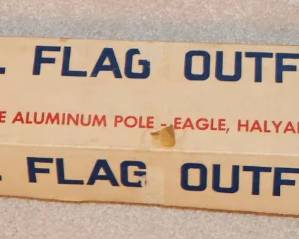 L FLAG OUTF
E ALUMINUM POLE - EAGLE, HALYA
L FLAG OUTF